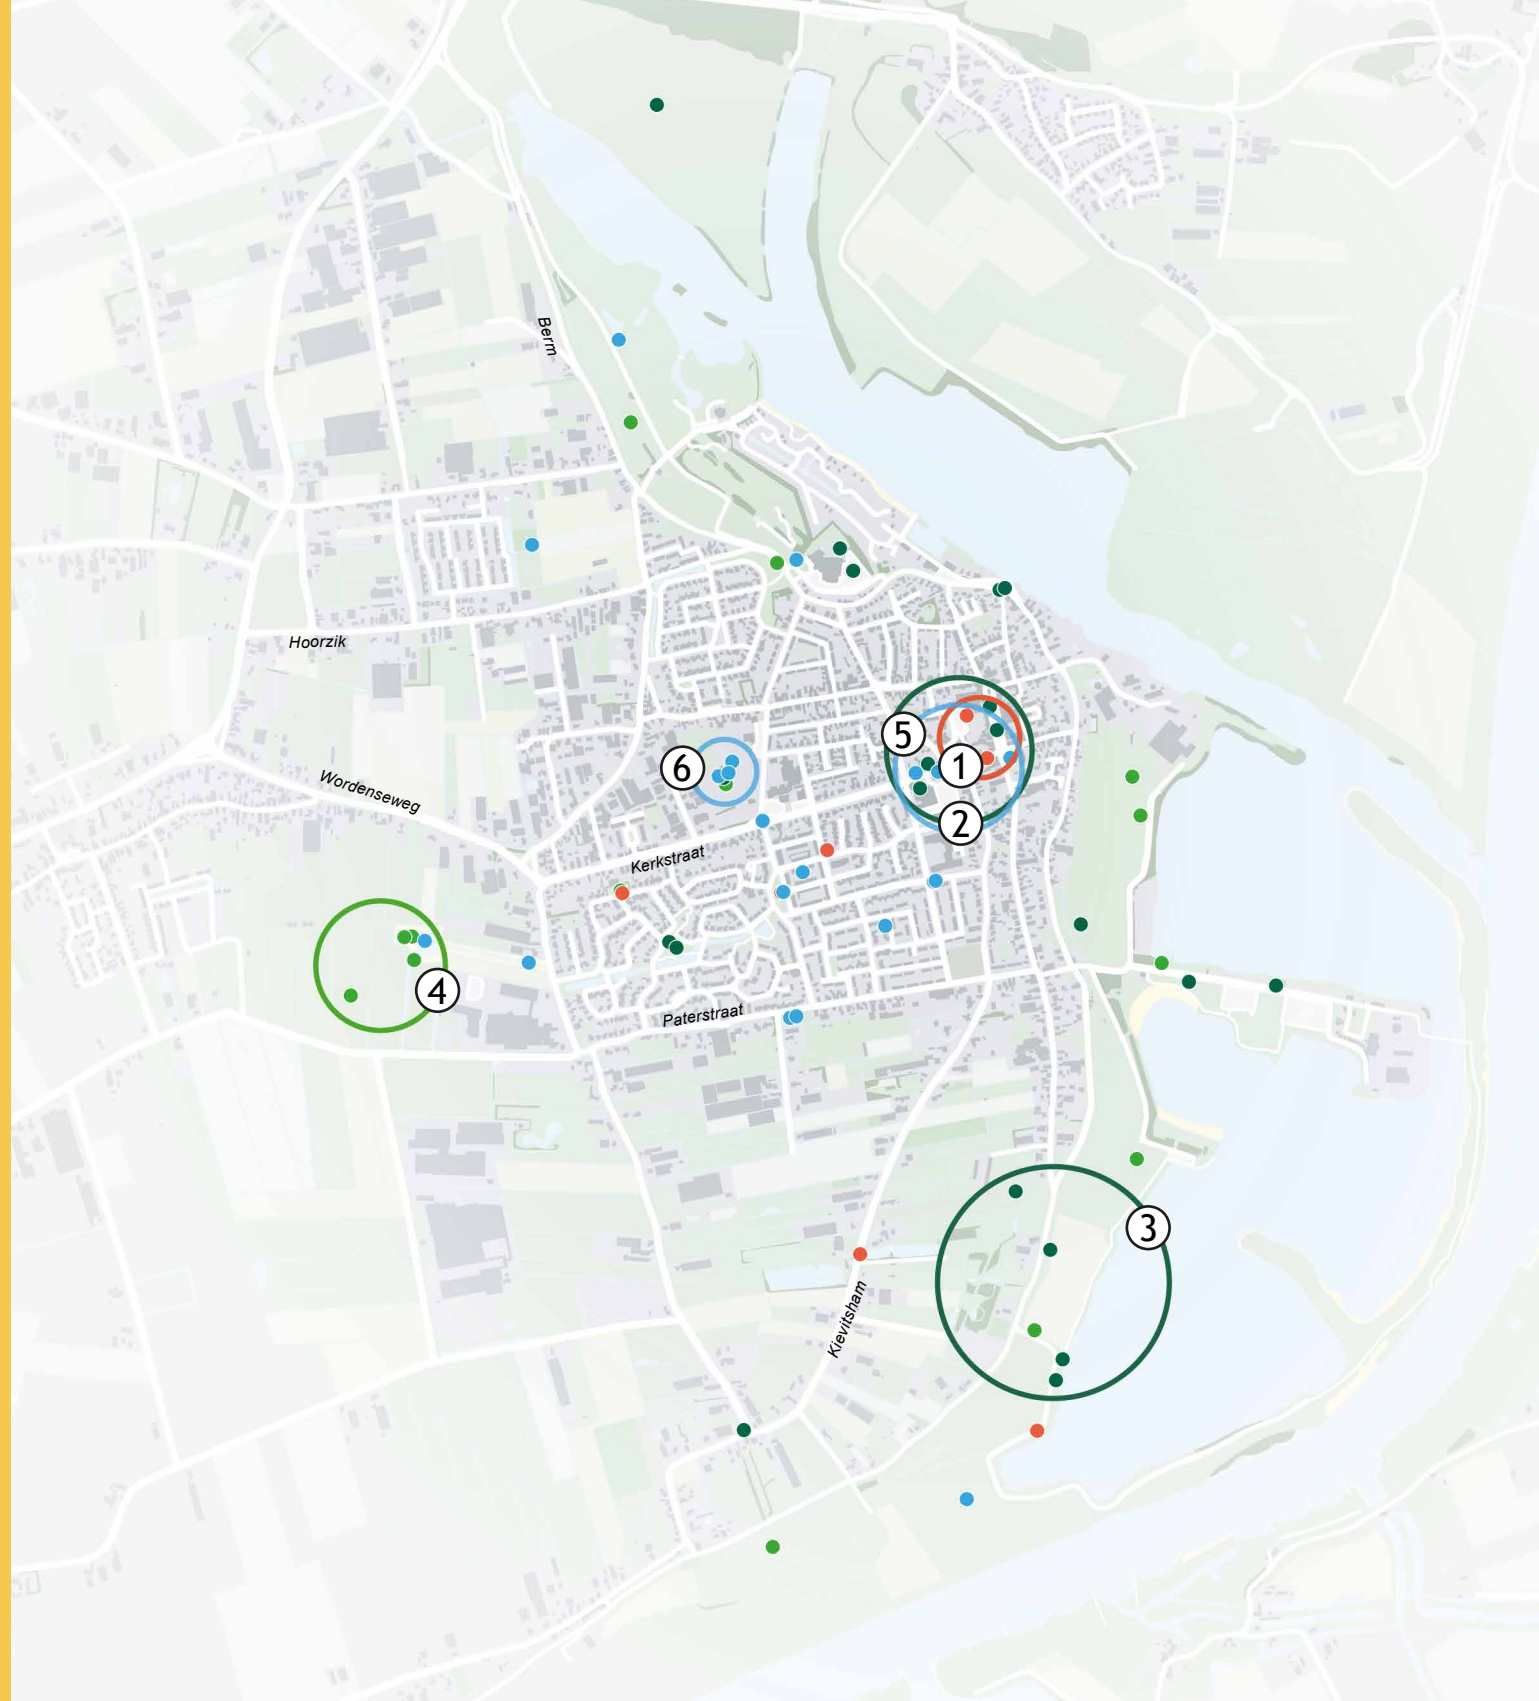 Berm
Hoorzik
5
6
1
Wordenseweg
2
Kerkstraat
4
Paterstraat
3
Kievitsham